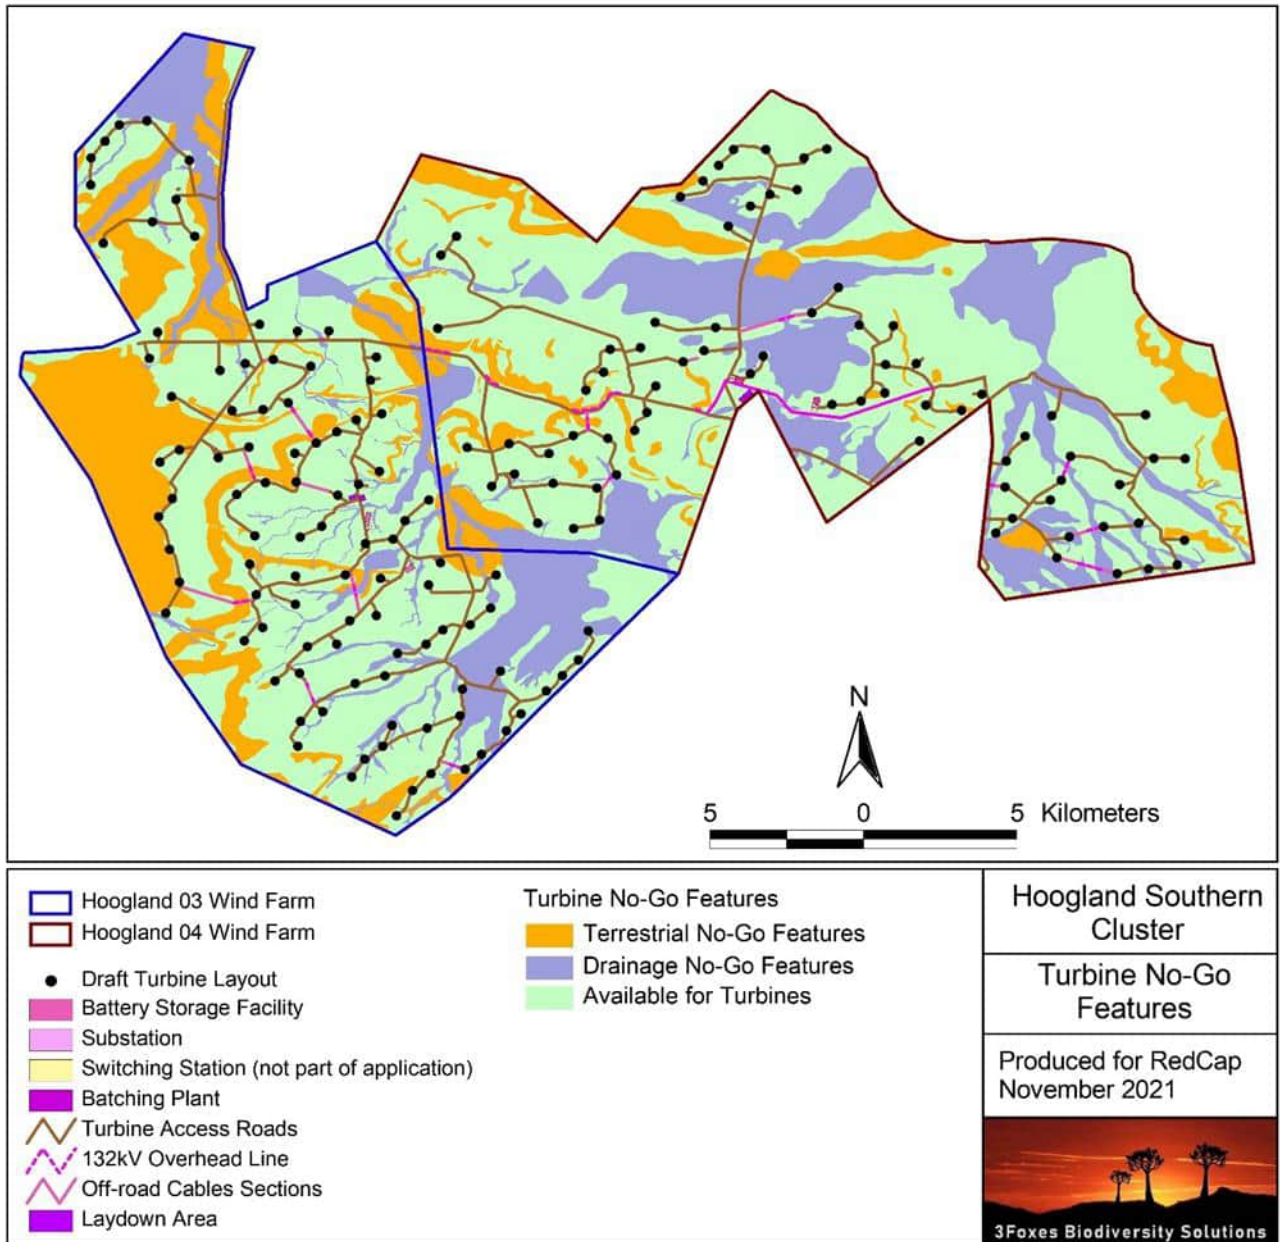 N
5 0 5 Kilometers
Hoogland 03 Wind Farm
Hoogland 04 Wind Farm
Draft Turbine Layout
Battery Storage Facility
Substation
Switching Station (not part of application)
Batching Plant
Turbine Access Roads
132kV Overhead Line
Off-road Cables Sections
Laydown Area
Turbine No-Go Features
Terrestrial No-Go Features
Drainage No-Go Features
Available for Turbines
Hoogland Southern
Cluster
Turbine No-Go
Features
Produced for RedCap
November 2021
3Foxes Biodiversity Solutions